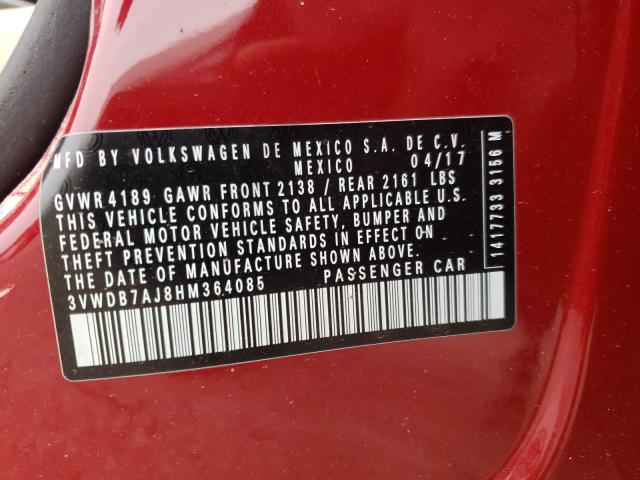 MFD BY VOLKSWAGEN DE MEXICO S.A. DE C.V.
MEXICO 04/17
GVWR 4189 GAWR FRONT 2138 / REAR 2161 LBS
THIS VEHICLE CONFORMS TO ALL APPLICABLE U.S.
FEDERAL MOTOR VEHICLE SAFETY, BUMPER AND
THEFT PREVENTION STANDARDS IN EFFECT ON
THE DATE OF MANUFACTURE SHOWN ABOVE.
3VWDB7AJ8HM364085 PASSENGER CAR
1417733 3156 M